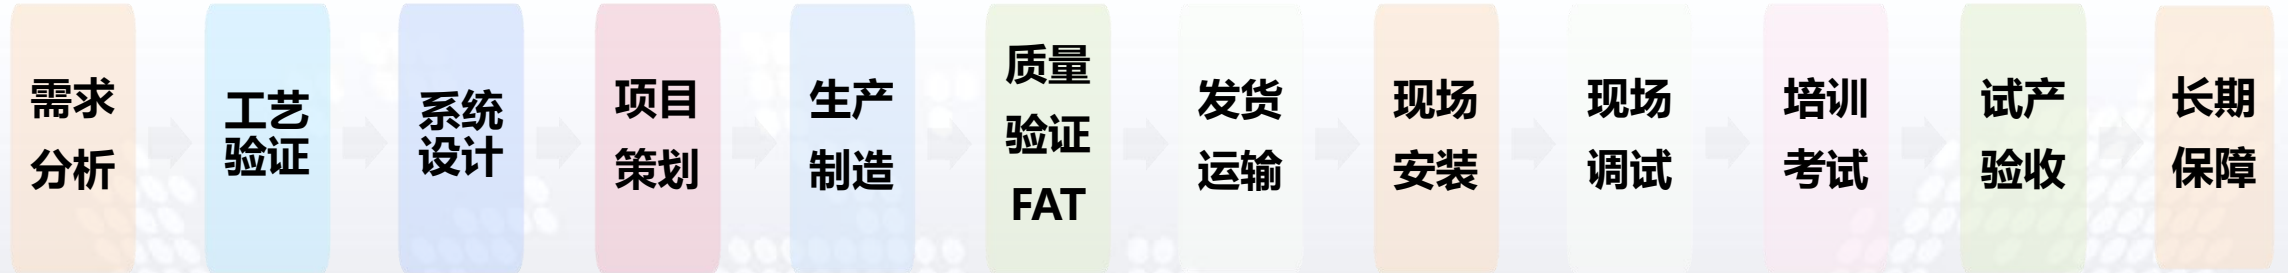 需求
分析
工艺
验证
系统
设计
项目
策划
生产
制造
质量
验证
FAT
发货
运输
现场
安装
现场
调试
培训
考试
试产
验收
长期
保障